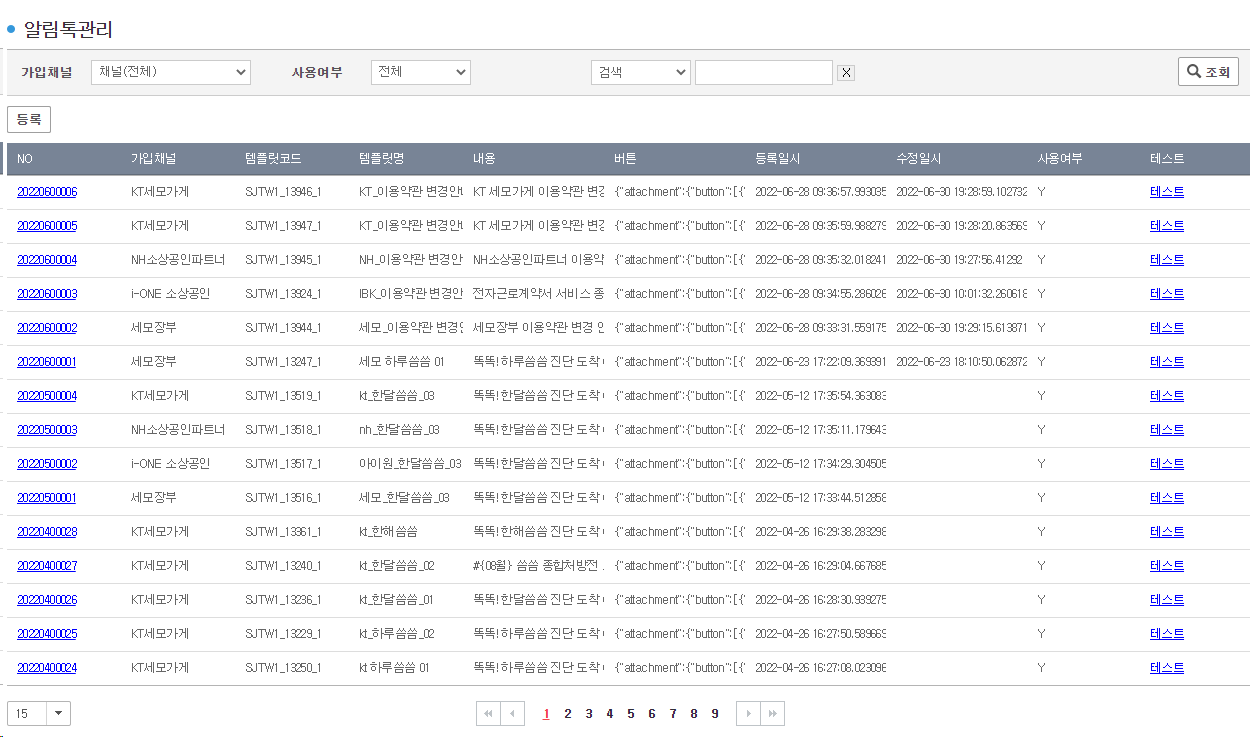 알림톡관리
가입채널 채널(전체) 사용여부 전체 검색 X 조회
등록
NO 가입채널 템플릿코드 템플릿명 내용 버튼 등록일시 수정일시 사용여부 테스트
20220600006 KT세모가게 SJTW1_13946_1 KT_이용약관 변경안내 KT 세모가게 이용약관 변경 {"attachment":{"button":[{" 2022-06-28 09:36:57.993035 2022-06-30 19:28:59.102732 Y 테스트
20220600005 KT세모가게 SJTW1_13947_1 KT_이용약관 변경안내 KT 세모가게 이용약관 변경 {"attachment":{"button":[{" 2022-06-28 09:35:59.988279 2022-06-30 19:28:20.863569 Y 테스트
20220600004 NH소상공인파트너 SJTW1_13945_1 NH_이용약관 변경안 NH소상공인파트너 이용약 {"attachment":{"button":[{" 2022-06-28 09:35:32.018241 2022-06-30 19:27:56.41292 Y 테스트
20220600003 i-ONE 소상공인 SJTW1_13924_1 IBK_이용약관 변경안 전자근로계약서 서비스 종 {"attachment":{"button":[{" 2022-06-28 09:34:55.286026 2022-06-30 10:01:32.260618 Y 테스트
20220600002 세모장부 SJTW1_13944_1 세모_이용약관 변경안 세모장부 이용약관 변경 안 {"attachment":{"button":[{" 2022-06-28 09:33:31.559175 2022-06-30 19:29:15.613871 Y 테스트
20220600001 세모장부 SJTW1_13247_1 세모 하루씀씀 01 똑똑!하루씀씀 진단 도착 {"attachment":{"button":[{" 2022-06-23 17:22:09.369391 2022-06-23 18:10:50.062872 Y 테스트
20220500004 KT세모가게 SJTW1_13519_1 kt_한달씀씀_03 똑똑!한달씀씀 진단 도착 {"attachment":{"button":[{" 2022-05-12 17:35:54.363083 Y 테스트
20220500003 NH소상공인파트너 SJTW1_13518_1 nh_한달씀씀_03 똑똑!한달씀씀 진단 도착 {"attachment":{"button":[{" 2022-05-12 17:35:11.179643 Y 테스트
20220500002 i-ONE 소상공인 SJTW1_13517_1 아이원_한달씀씀_03 똑똑!한달씀씀 진단 도착 {"attachment":{"button":[{" 2022-05-12 17:34:29.304505 Y 테스트
20220500001 세모장부 SJTW1_13516_1 세모_한달씀씀_03 똑똑!한달씀씀 진단 도착 {"attachment":{"button":[{" 2022-05-12 17:33:44.512858 Y 테스트
20220400028 KT세모가게 SJTW1_13361_1 kt_한해씀씀 똑똑!한해씀씀 진단 도착 {"attachment":{"button":[{" 2022-04-26 16:29:38.283298 Y 테스트
20220400027 KT세모가게 SJTW1_13240_1 kt_한달씀씀_02 #{08월} 씀씀 종합처방전 . {"attachment":{"button":[{" 2022-04-26 16:29:04.667685 Y 테스트
20220400026 KT세모가게 SJTW1_13236_1 kt_한달씀씀_01 똑똑!한달씀씀 진단 도착 {"attachment":{"button":[{" 2022-04-26 16:28:30.939275 Y 테스트
20220400025 KT세모가게 SJTW1_13229_1 kt_하루씀씀_02 똑똑!하루씀씀 진단 도착 {"attachment":{"button":[{" 2022-04-26 16:27:50.589669 Y 테스트
20220400024 KT세모가게 SJTW1_13250_1 kt 하루씀씀 01 똑똑!하루씀씀 진단 도착 {"attachment":{"button":[{" 2022-04-26 16:27:08.023096 Y 테스트
15 1 2 3 4 5 6 7 8 9